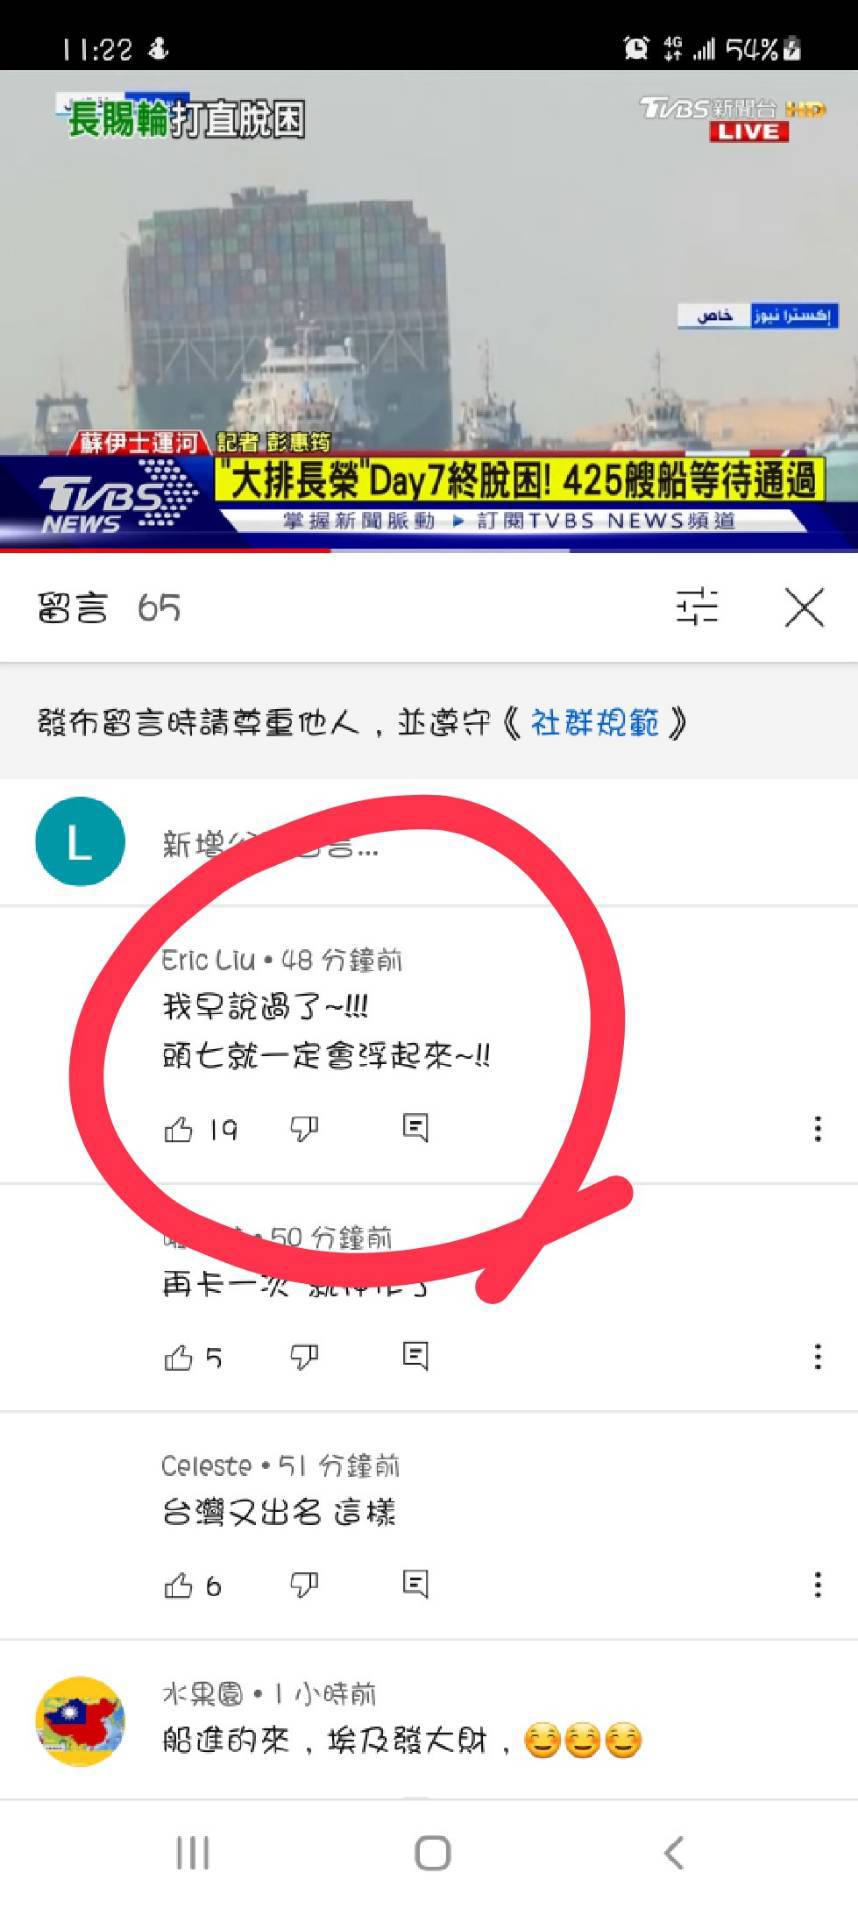 11:22
4G
54%
長賜輪打直脫困
TVBS新聞台 HD
LIVE
خاص
إكسترا نيوز
蘇伊士運河
記者 彭惠筠
TVBS NEWS
"大排長榮"Day7終脫困! 425艘船等待通過
掌握新聞脈動 ▶ 訂閱TVBS NEWS頻道
留言 65
發布留言時請尊重他人，並遵守《社群規範》
L
新增
言...
Eric Liu • 48 分鐘前
我早說過了~!!!
頭七就一定會浮起來~!!
19
• 50 分鐘前
再卡一次
5
Celeste • 51 分鐘前
台灣又出名 這樣
6
水果園 • 1 小時前
船進的來，埃及發大財，😊😊😊